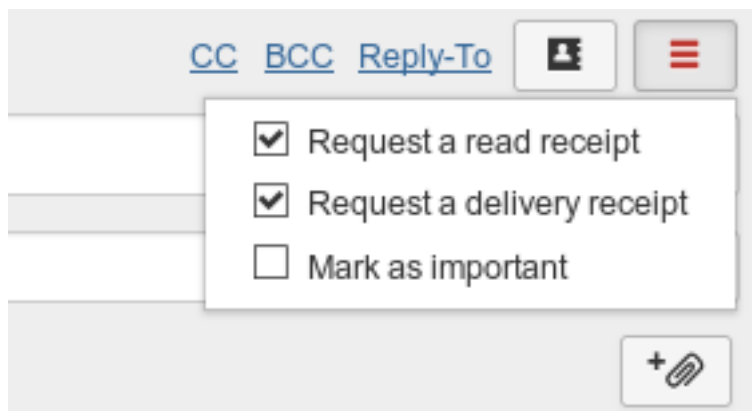 CC BCC Reply-To
Request a read receipt
Request a delivery receipt
Mark as important